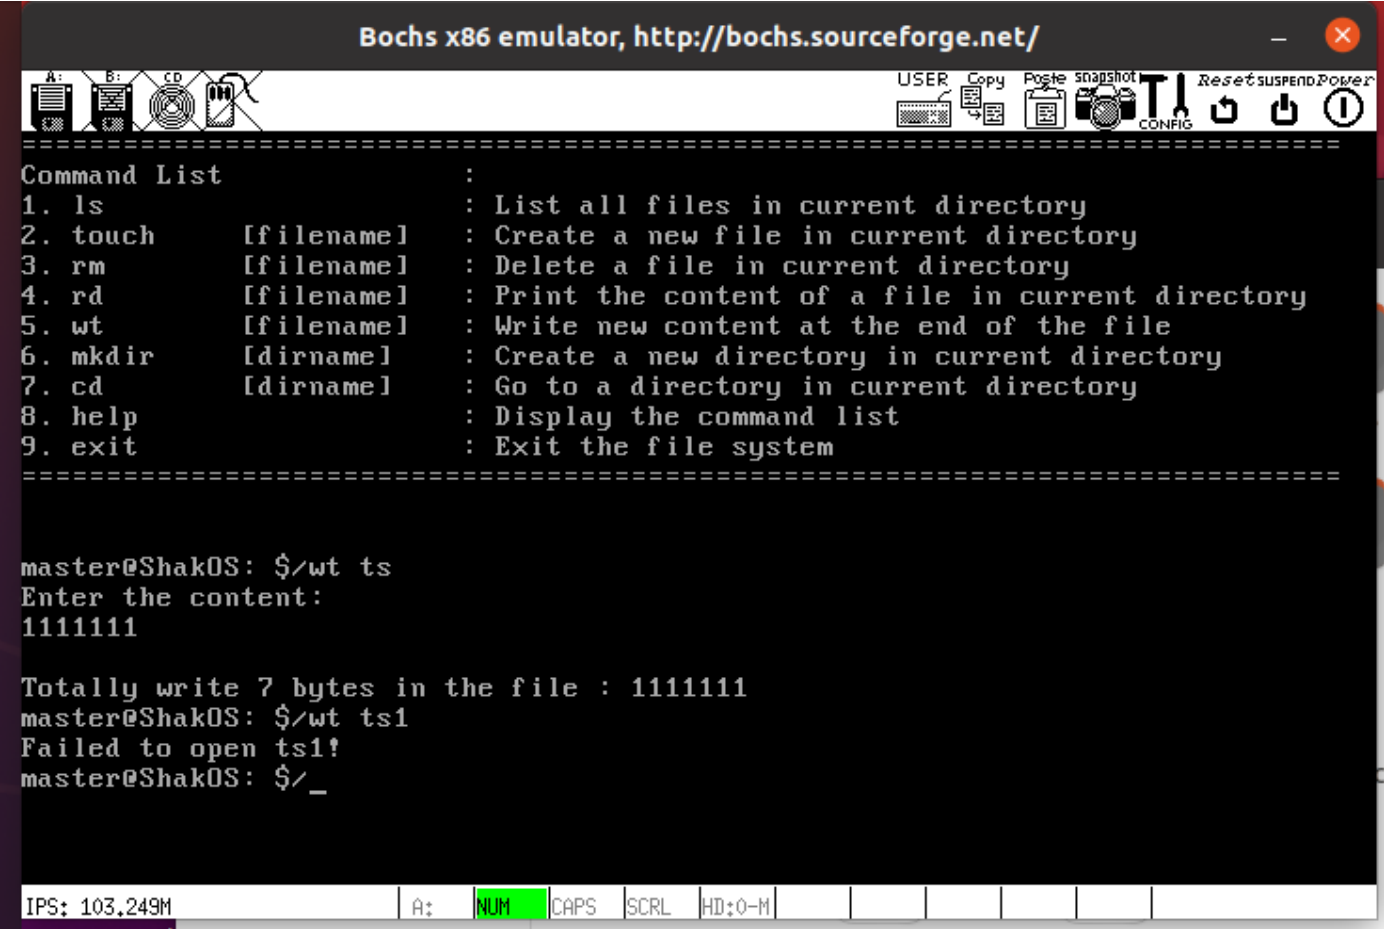 Bochs x86 emulator, http://bochs.sourceforge.net/
A: B: CD USER Copy Paste snapshot CONFIG Reset SUSPEND Power
==============================================================================
Command List :
1. ls : List all files in current directory
2. touch [filename] : Create a new file in current directory
3. rm [filename] : Delete a file in current directory
4. rd [filename] : Print the content of a file in current directory
5. wt [filename] : Write new content at the end of the file
6. mkdir [dirname] : Create a new directory in current directory
7. cd [dirname] : Go to a directory in current directory
8. help : Display the command list
9. exit : Exit the file system
==============================================================================
master@ShakOS: $/wt ts
Enter the content:
1111111
Totally write 7 bytes in the file : 1111111
master@ShakOS: $/wt ts1
Failed to open ts1!
master@ShakOS: $/_
IPS: 103.249M A: NUM CAPS SCRL HD:0-M